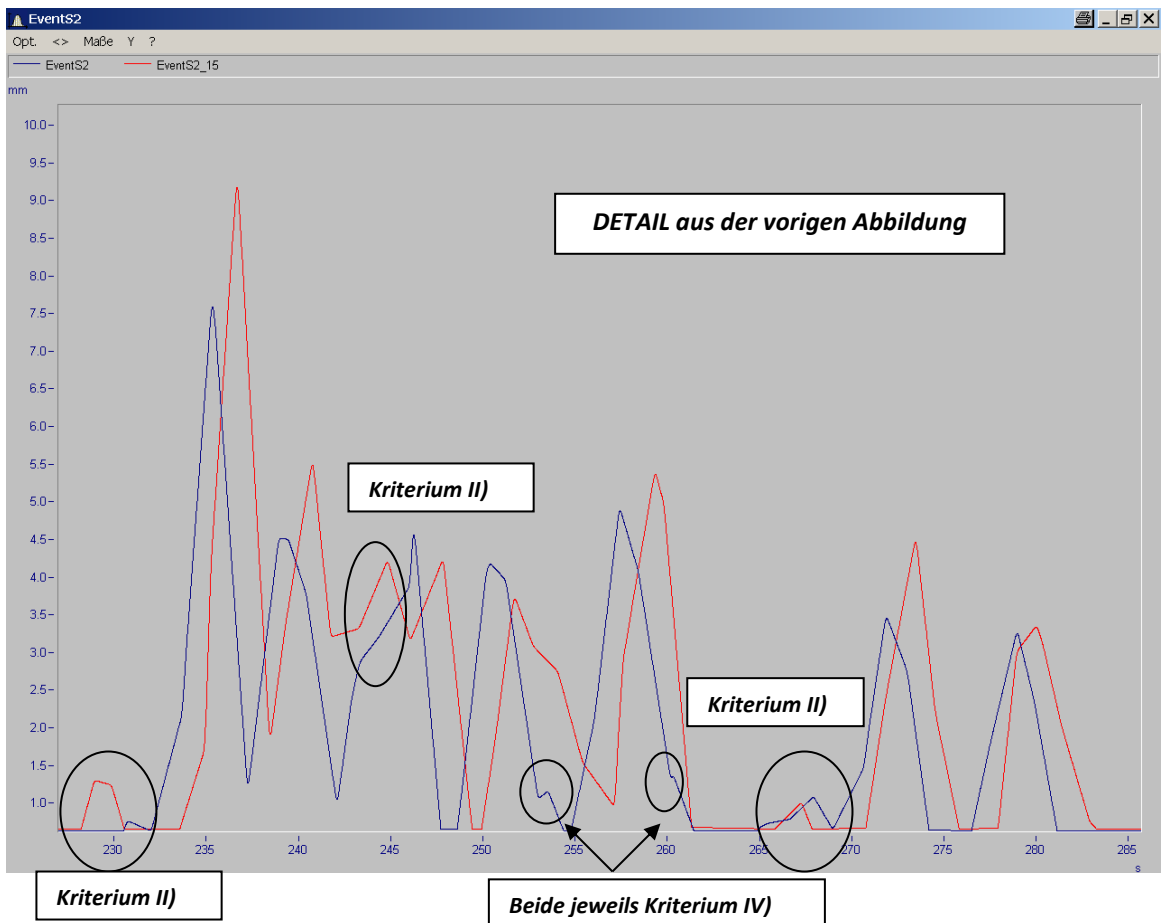 EventS2
Opt. <> Maße Y ?
EventS2 EventS2_15
mm
10.0
9.5
9.0
8.5
8.0
7.5
7.0
6.5
6.0
5.5
5.0
4.5
4.0
3.5
3.0
2.5
2.0
1.5
1.0
DETAIL aus der vorigen Abbildung
Kriterium II)
Kriterium II)
230 235 240 245 250 255 260 265 270 275 280 285
s
Kriterium II)
Beide jeweils Kriterium IV)